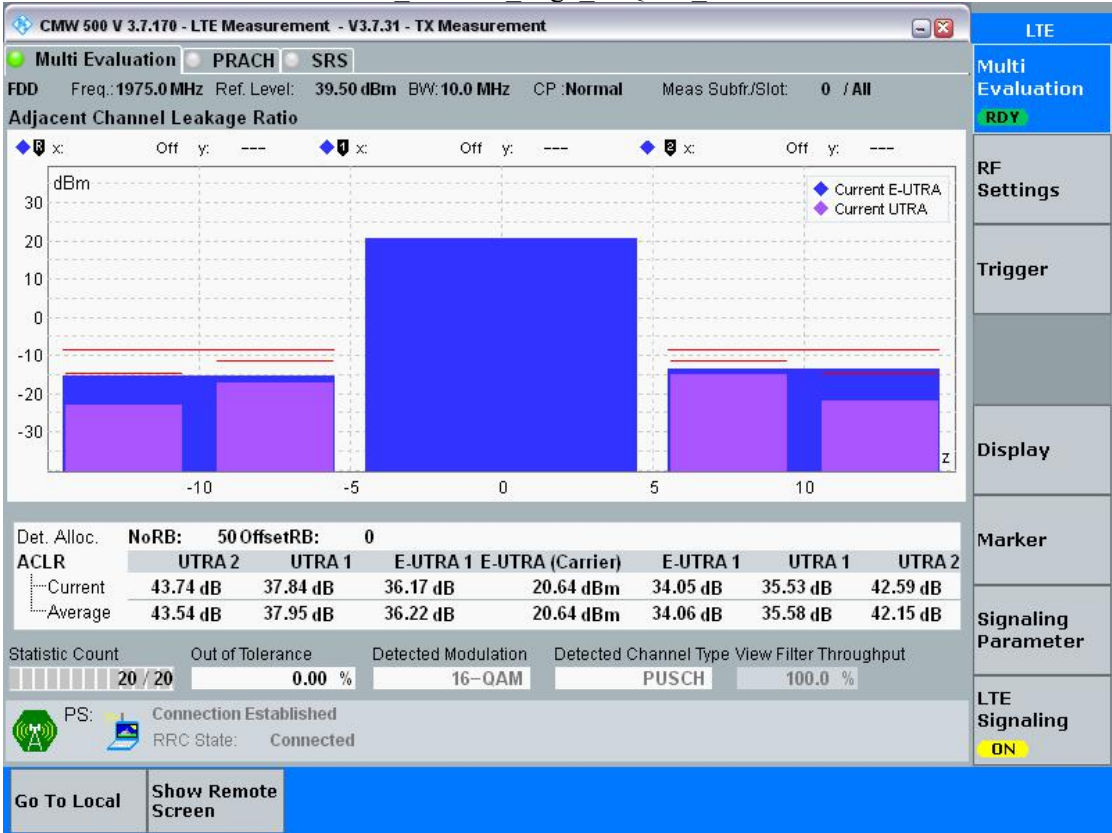 CMW 500 V 3.7.170 - LTE Measurement - V3.7.31 - TX Measurement
LTE
Multi Evaluation PRACH SRS
FDD Freq.:1975.0 MHz Ref. Level: 39.50 dBm BW:10.0 MHz CP :Normal Meas Subfr./Slot: 0 / All
Adjacent Channel Leakage Ratio
R x: Off y: --- 1 x: Off y: --- 2 x: Off y: ---
dBm
Current E-UTRA
Current UTRA
30
20
10
0
-10
-20
-30
z
-10 -5 0 5 10
Det. Alloc. NoRB: 50 OffsetRB: 0
ACLR UTRA 2 UTRA 1 E-UTRA 1 E-UTRA (Carrier) E-UTRA 1 UTRA 1 UTRA 2
Current 43.74 dB 37.84 dB 36.17 dB 20.64 dBm 34.05 dB 35.53 dB 42.59 dB
Average 43.54 dB 37.95 dB 36.22 dB 20.64 dBm 34.06 dB 35.58 dB 42.15 dB
Statistic Count Out of Tolerance Detected Modulation Detected Channel Type View Filter Throughput
20 / 20 0.00 % 16-QAM PUSCH 100.0 %
PS: Connection Established
RRC State: Connected
Multi
Evaluation
RDY
RF
Settings
Trigger
Display
Marker
Signaling
Parameter
LTE
Signaling
ON
Go To Local
Show Remote
Screen